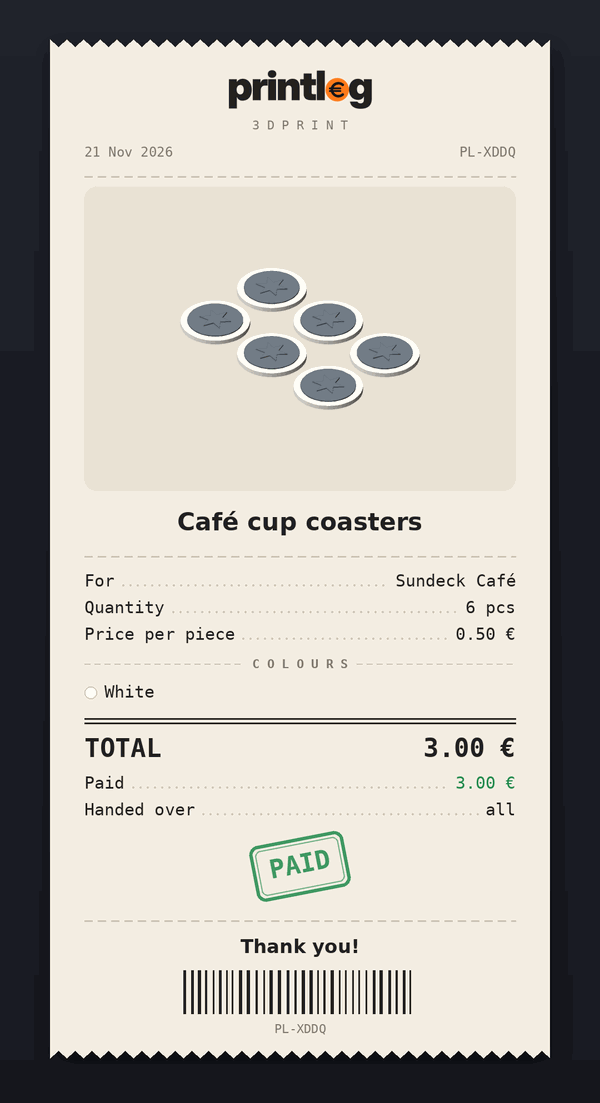 printl€g
3DPRINT
21 Nov 2026 PL-XDDQ
Café cup coasters
For Sundeck Café
Quantity 6 pcs
Price per piece 0.50 €
COLOURS
White
TOTAL 3.00 €
Paid 3.00 €
Handed over all
PAID
Thank you!
PL-XDDQ